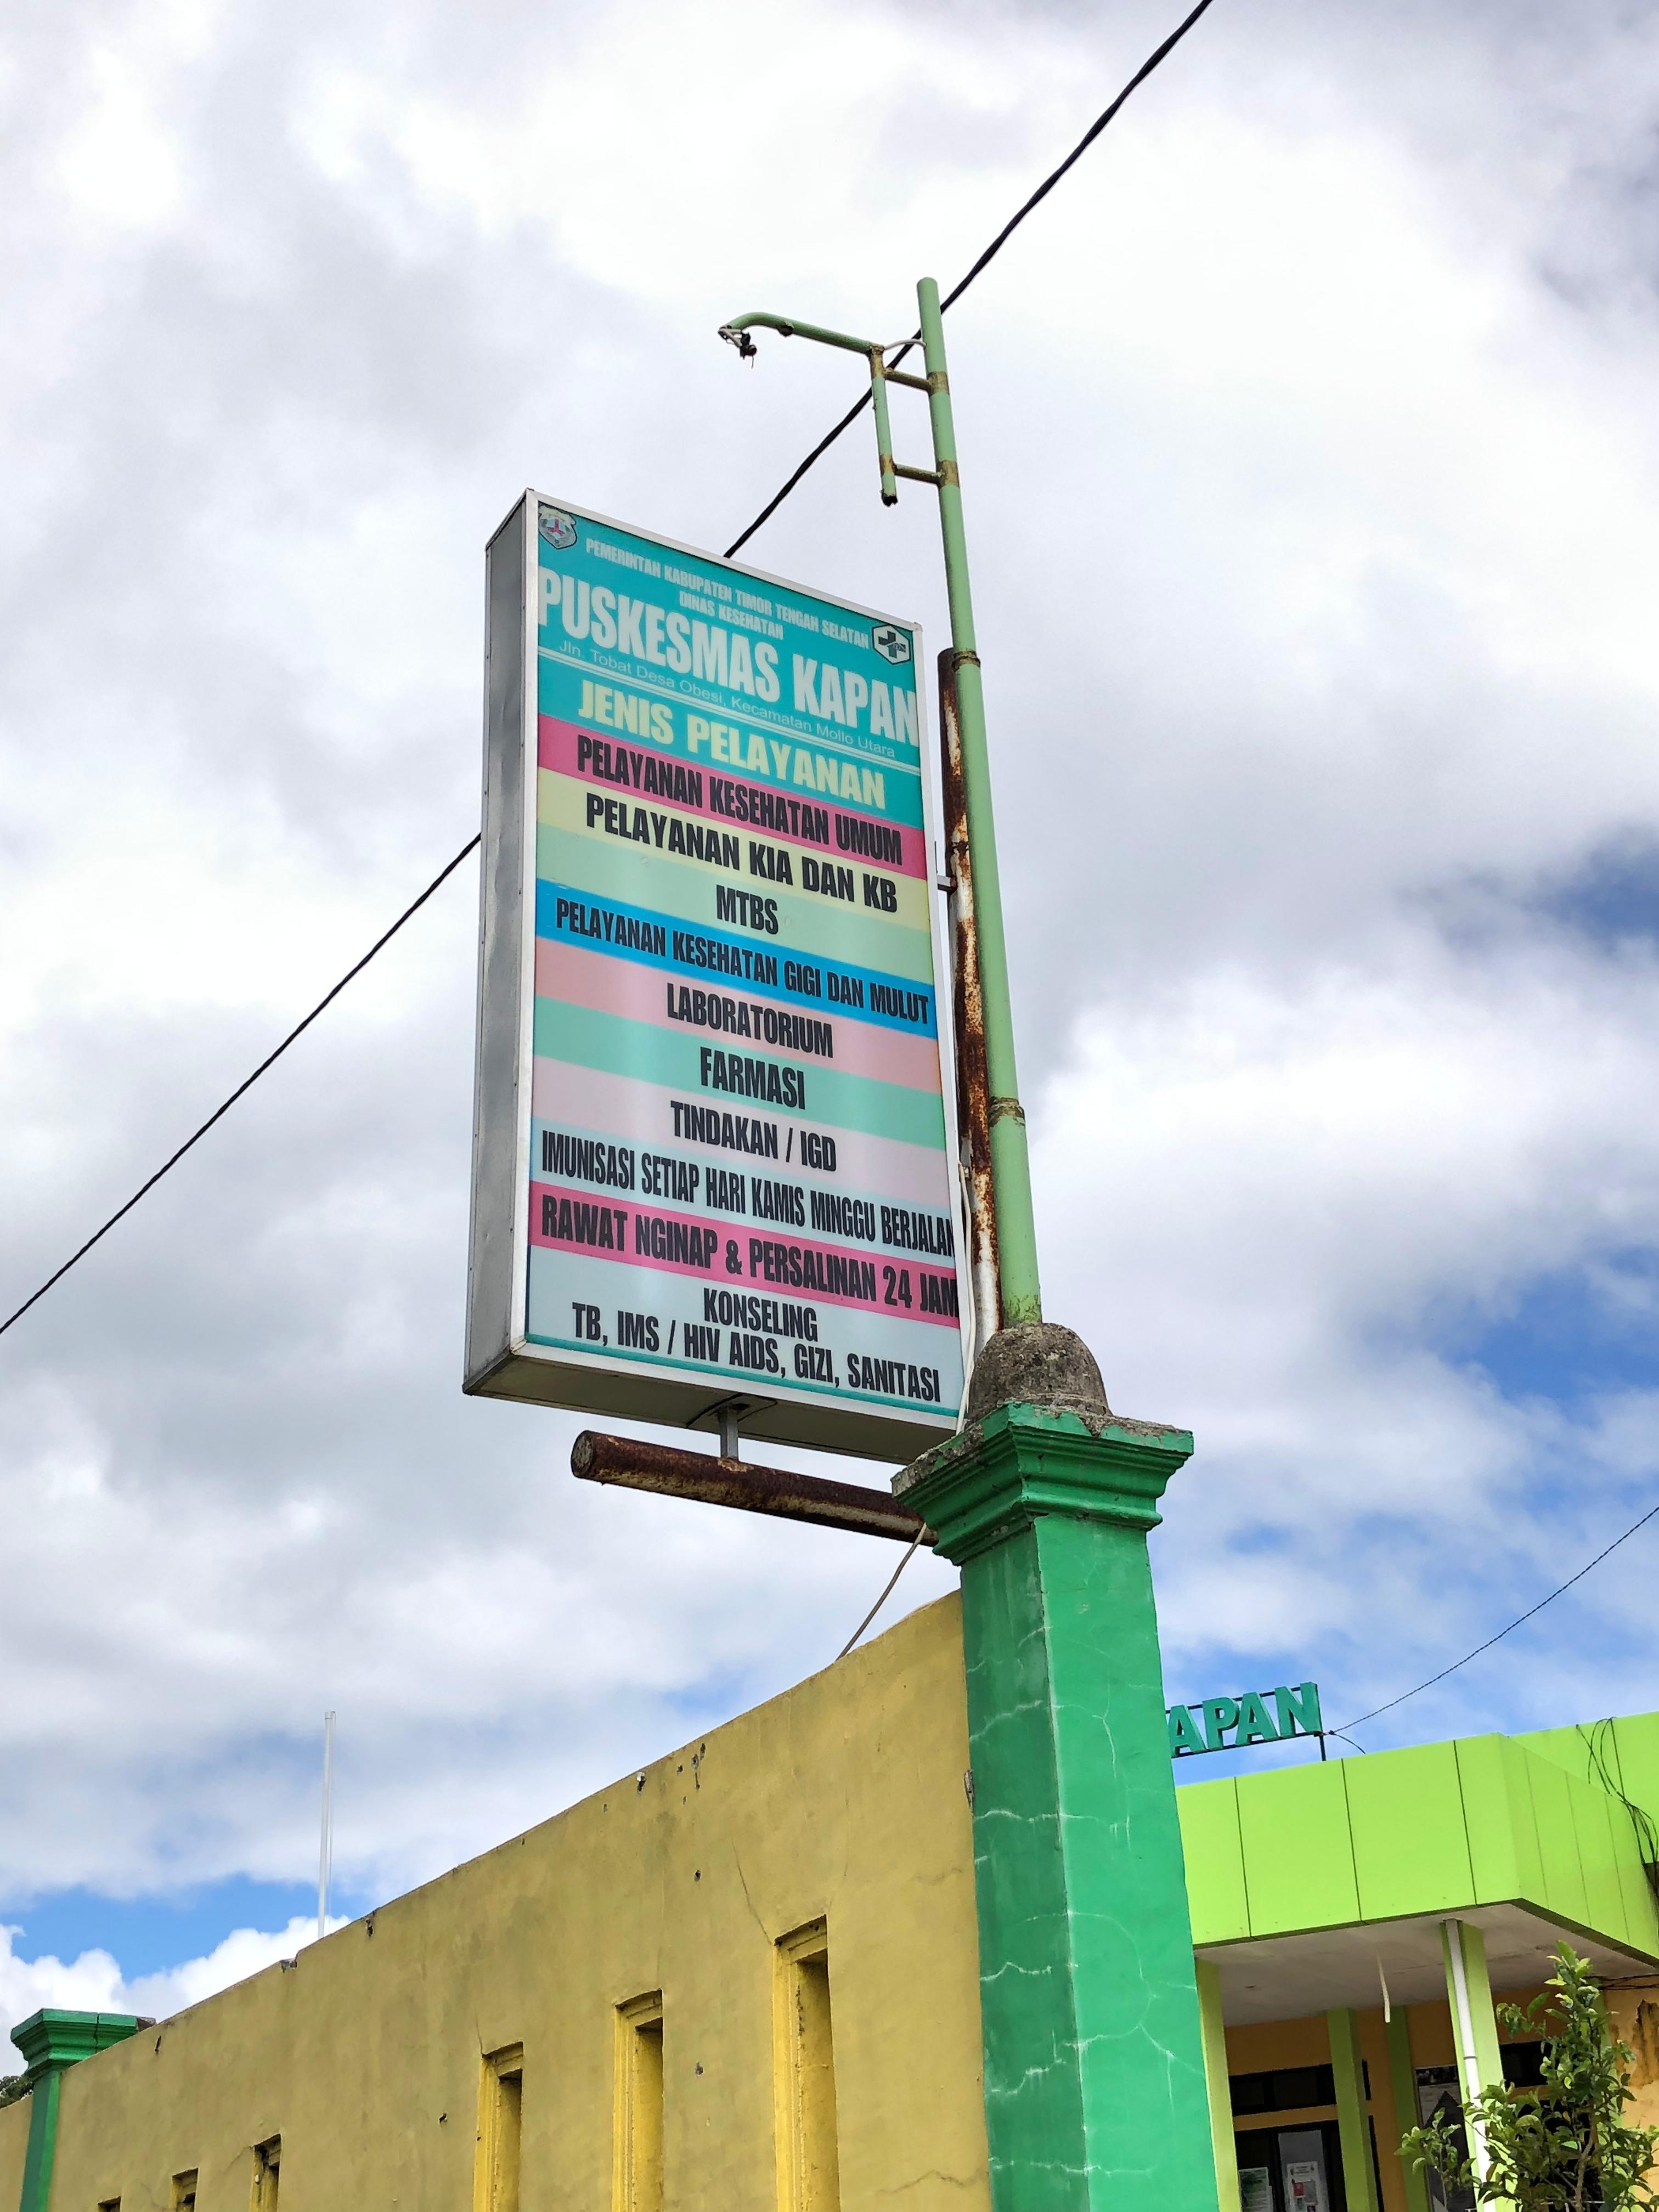 PEMERINTAH KABUPATEN TIMOR TENGAH SELATAN
DINAS KESEHATAN
PUSKESMAS KAPAN
Jln. Tobat Desa Obesi, Kecamatan Mollo Utara
JENIS PELAYANAN
PELAYANAN KESEHATAN UMUM
PELAYANAN KIA DAN KB
MTBS
PELAYANAN KESEHATAN GIGI DAN MULUT
LABORATORIUM
FARMASI
TINDAKAN / IGD
IMUNISASI SETIAP HARI KAMIS MINGGU BERJALAN
RAWAT NGINAP & PERSALINAN 24 JAM
KONSELING
TB, IMS / HIV AIDS, GIZI, SANITASI
APAN